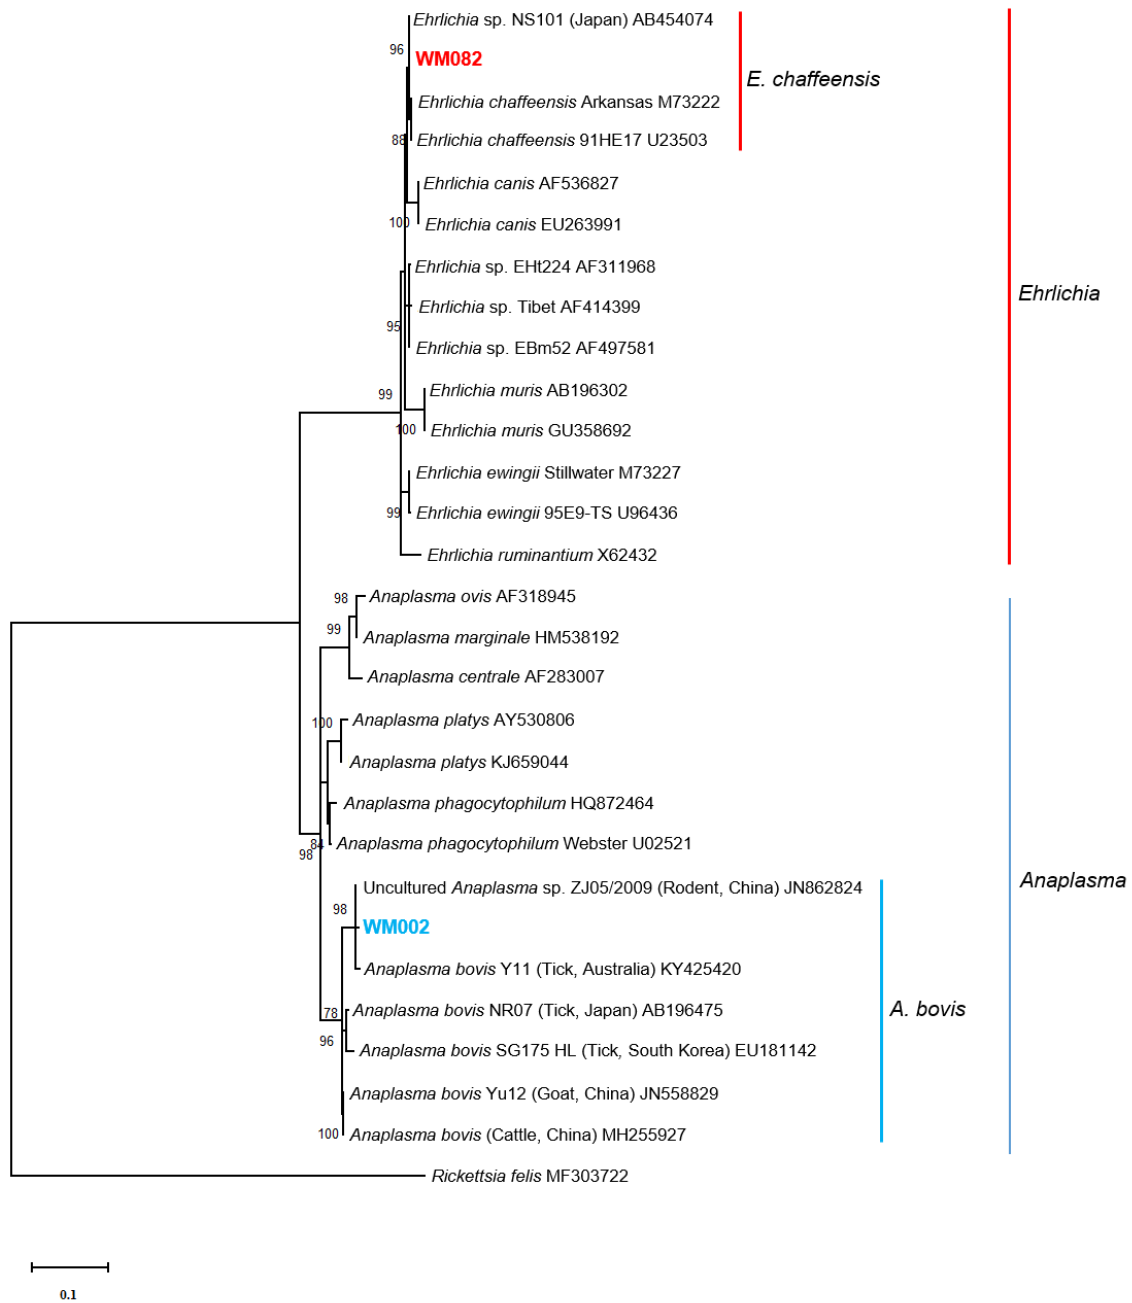 Ehrlichia sp. NS101 (Japan) AB454074
96
WM082
E. chaffeensis
Ehrlichia chaffeensis Arkansas M73222
88
Ehrlichia chaffeensis 91HE17 U23503
Ehrlichia canis AF536827
100
Ehrlichia canis EU263991
Ehrlichia sp. EHt224 AF311968
Ehrlichia
Ehrlichia sp. Tibet AF414399
95
Ehrlichia sp. EBm52 AF497581
99
Ehrlichia muris AB196302
100
Ehrlichia muris GU358692
Ehrlichia ewingii Stillwater M73227
99
Ehrlichia ewingii 95E9-TS U96436
Ehrlichia ruminantium X62432
98
Anaplasma ovis AF318945
99
Anaplasma marginale HM538192
Anaplasma centrale AF283007
100
Anaplasma platys AY530806
Anaplasma platys KJ659044
Anaplasma phagocytophilum HQ872464
84
Anaplasma phagocytophilum Webster U02521
98
Anaplasma
Uncultured Anaplasma sp. ZJ05/2009 (Rodent, China) JN862824
98
WM002
Anaplasma bovis Y11 (Tick, Australia) KY425420
78
Anaplasma bovis NR07 (Tick, Japan) AB196475
A. bovis
96
Anaplasma bovis SG175 HL (Tick, South Korea) EU181142
Anaplasma bovis Yu12 (Goat, China) JN558829
100
Anaplasma bovis (Cattle, China) MH255927
Rickettsia felis MF303722
0.1